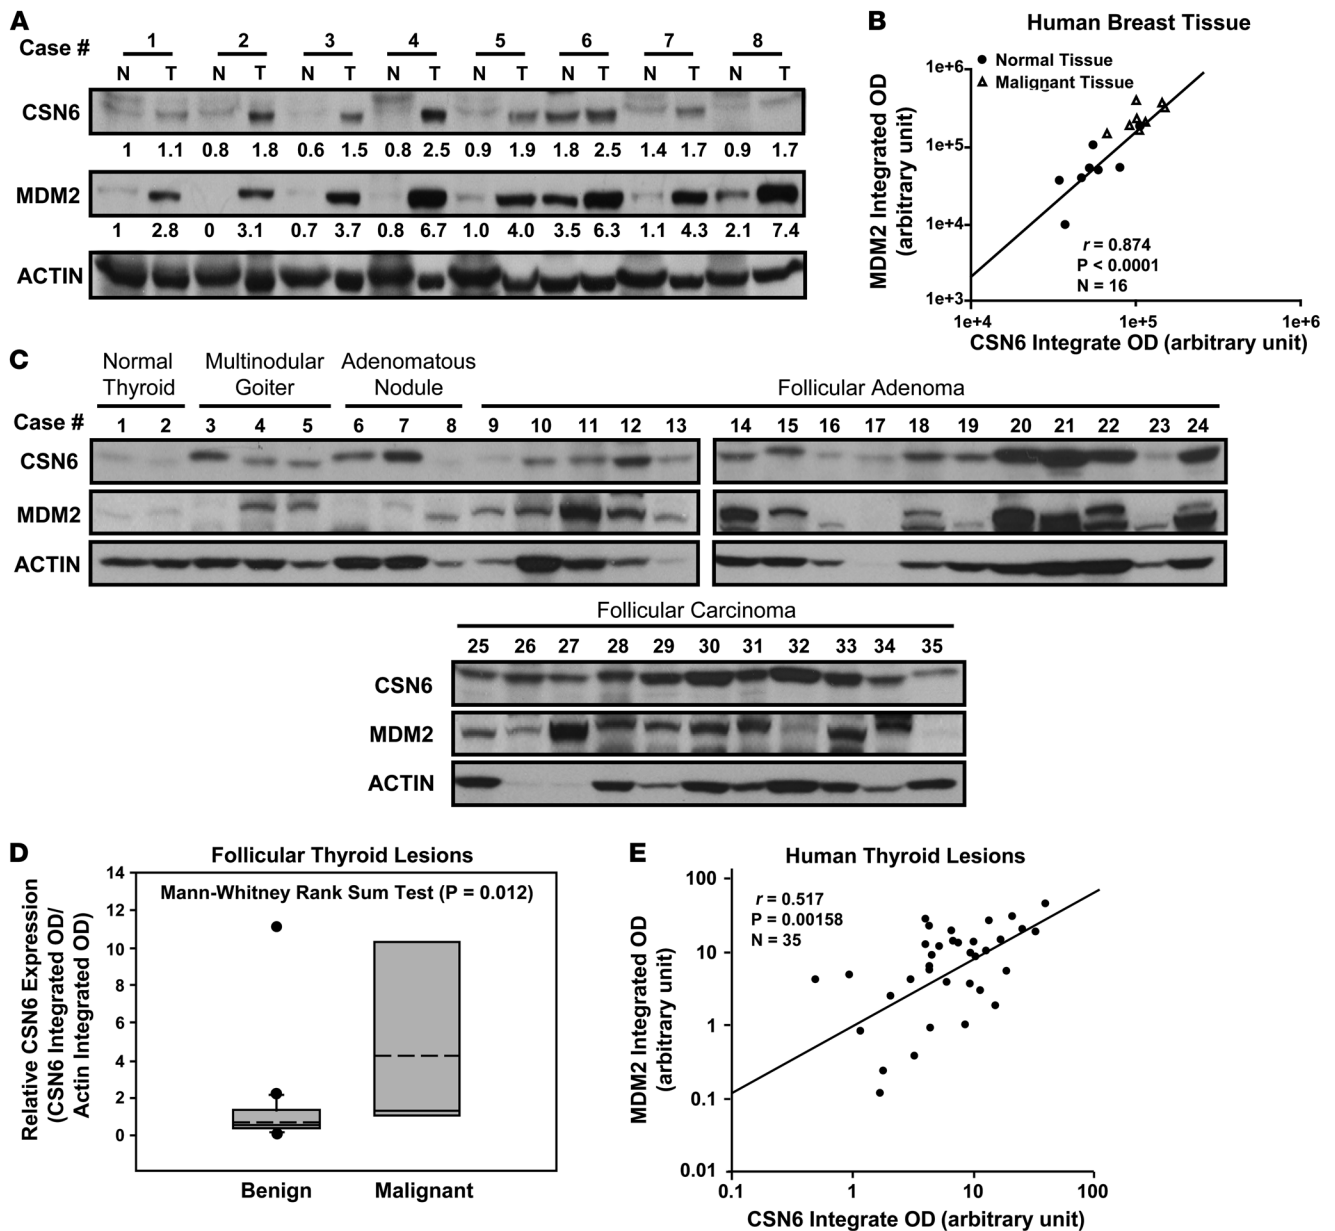 A
Case #
1 2 3 4 5 6 7 8
N T N T N T N T N T N T N T N T
CSN6
1 1.1 0.8 1.8 0.6 1.5 0.8 2.5 0.9 1.9 1.8 2.5 1.4 1.7 0.9 1.7
MDM2
1 2.8 0 3.1 0.7 3.7 0.8 6.7 1.0 4.0 3.5 6.3 1.1 4.3 2.1 7.4
ACTIN
B
Human Breast Tissue
Normal Tissue
Malignant Tissue
MDM2 Integrated OD
(arbitrary unit)
1e+6
1e+5
1e+4
1e+3
r = 0.874
P < 0.0001
N = 16
1e+4 1e+5 1e+6
CSN6 Integrate OD (arbitrary unit)
C
Normal
Thyroid
Multinodular
Goiter
Adenomatous
Nodule
Follicular Adenoma
Case # 1 2 3 4 5 6 7 8 9 10 11 12 13 14 15 16 17 18 19 20 21 22 23 24
CSN6
MDM2
ACTIN
Follicular Carcinoma
25 26 27 28 29 30 31 32 33 34 35
CSN6
MDM2
ACTIN
D
Follicular Thyroid Lesions
Mann-Whitney Rank Sum Test (P = 0.012)
Relative CSN6 Expression
(CSN6 Integrated OD/
Actin Integrated OD)
14
12
10
8
6
4
2
0
Benign Malignant
E
Human Thyroid Lesions
r = 0.517
P = 0.00158
N = 35
MDM2 Integrated OD
(arbitrary unit)
100
10
1
0.1
0.01
0.1 1 10 100
CSN6 Integrate OD (arbitrary unit)